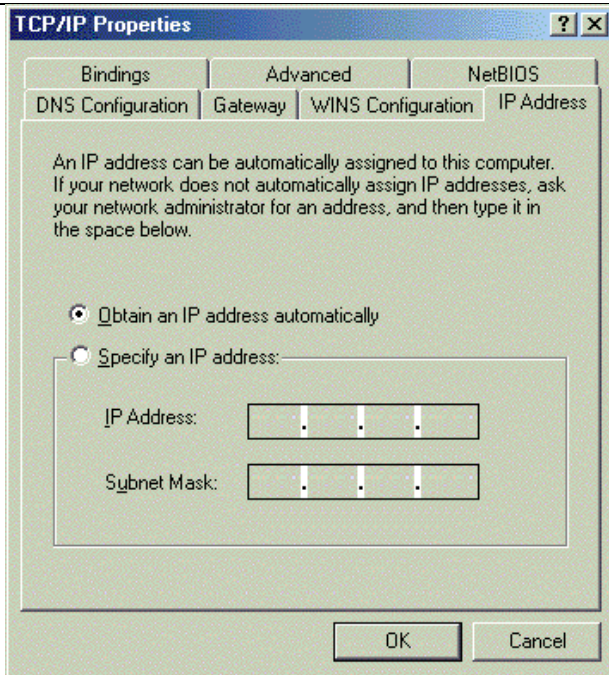 TCP/IP Properties
Bindings Advanced NetBIOS
DNS Configuration Gateway WINS Configuration IP Address
An IP address can be automatically assigned to this computer.
If your network does not automatically assign IP addresses, ask
your network administrator for an address, and then type it in
the space below.
Obtain an IP address automatically
Specify an IP address:
IP Address: . . .
Subnet Mask: . . .
OK Cancel